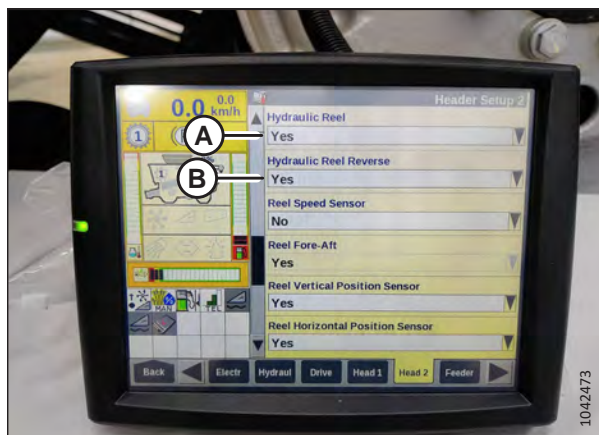 0.0 0.0 km/h
Header Setup 2
1
A
Hydraulic Reel
Yes
B
1
Hydraulic Reel Reverse
Yes
Reel Speed Sensor
No
Reel Fore-Aft
Yes
Reel Vertical Position Sensor
Yes
Reel Horizontal Position Sensor
Yes
MAN
TEL
Back Electr Hydraul Drive Head 1 Head 2 Feeder
1042473